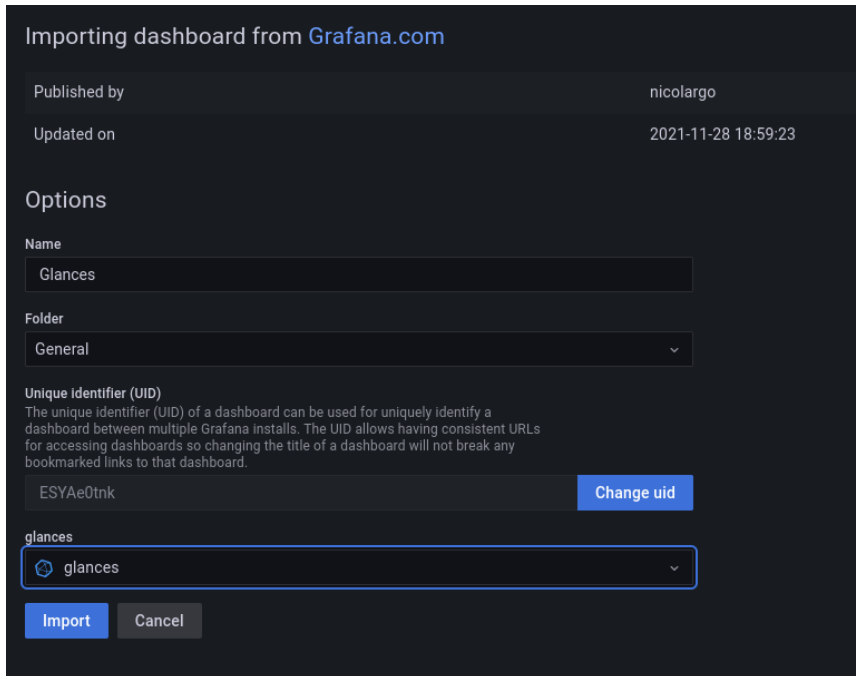 Importing dashboard from Grafana.com
Published by nicolargo
Updated on 2021-11-28 18:59:23
Options
Name
Glances
Folder
General
Unique identifier (UID)
The unique identifier (UID) of a dashboard can be used for uniquely identify a
dashboard between multiple Grafana installs. The UID allows having consistent URLs
for accessing dashboards so changing the title of a dashboard will not break any
bookmarked links to that dashboard.
ESYAe0tnk Change uid
glances
glances
Import Cancel